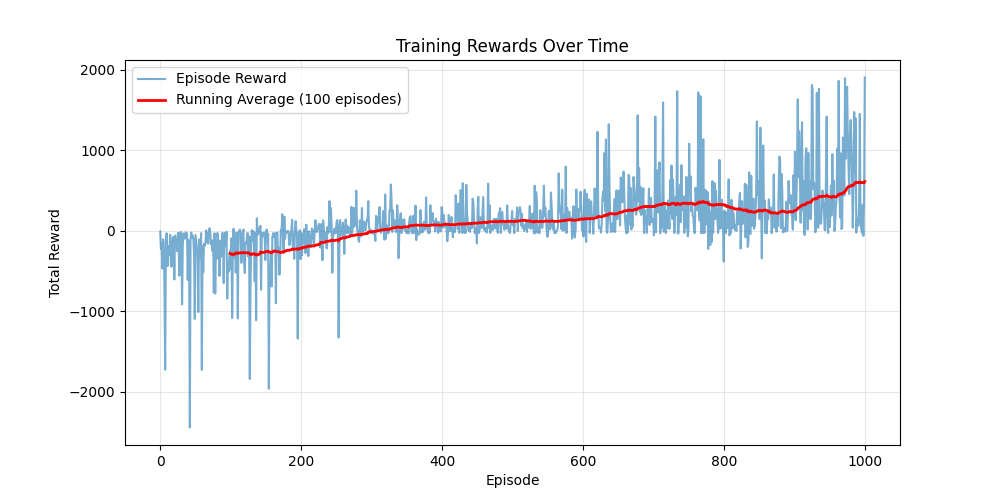 Training Rewards Over Time
Episode Reward
Running Average (100 episodes)
Total Reward
2000
1000
0
−1000
−2000
0
200
400
600
800
1000
Episode